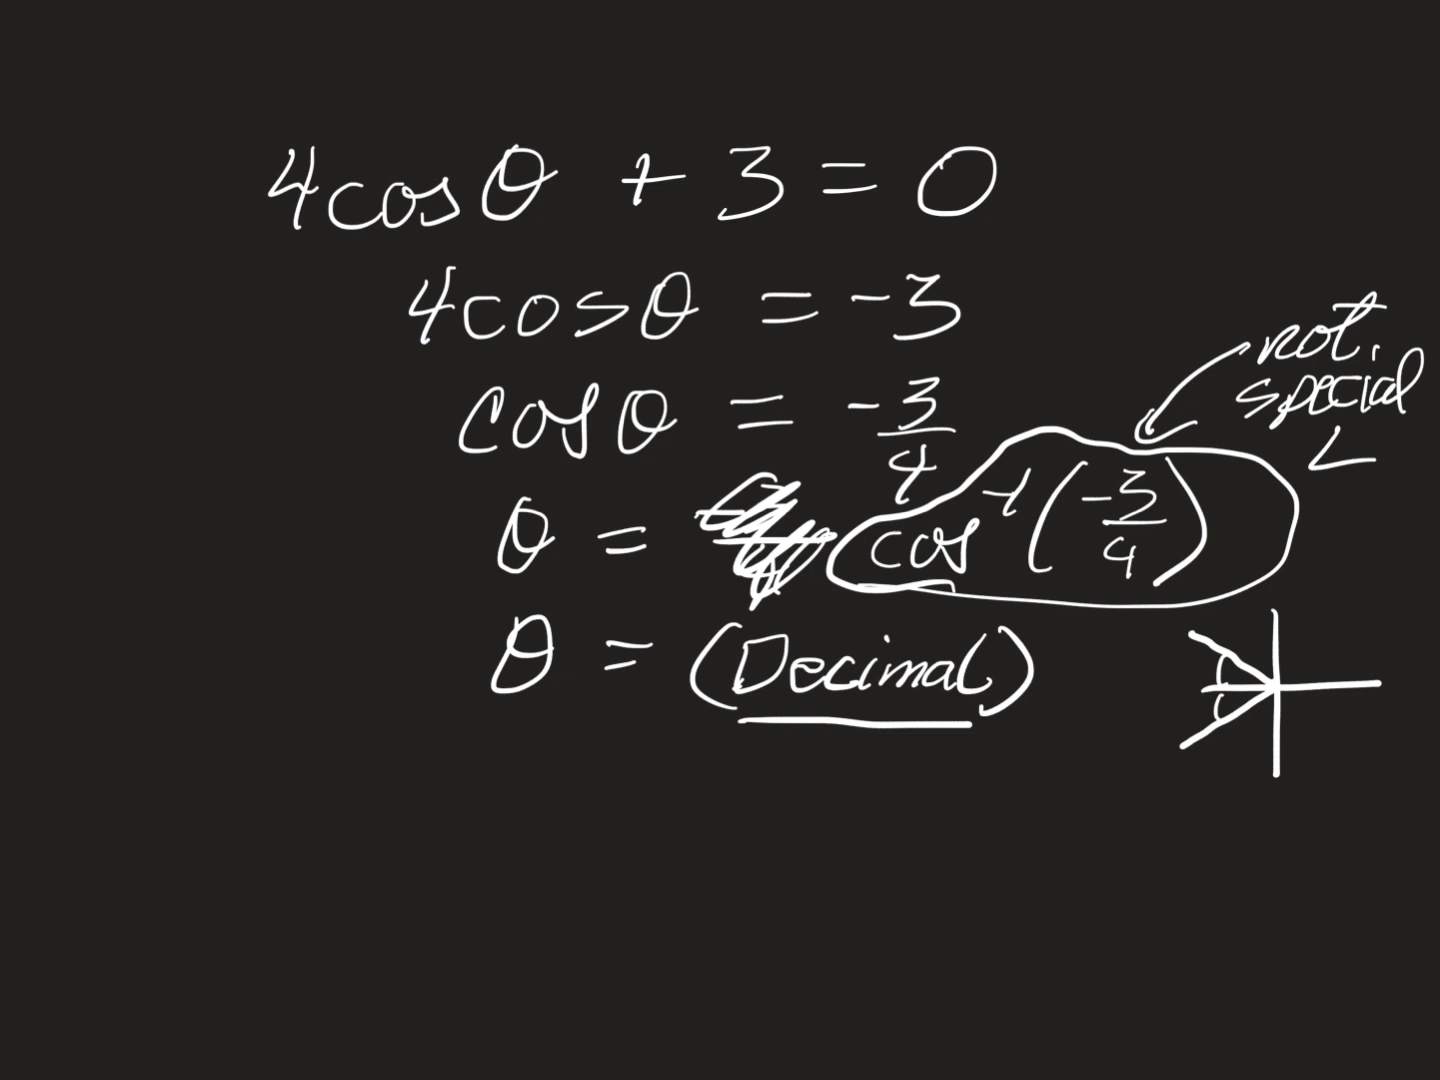 4cosθ + 3 = 0
4cosθ = -3
cosθ = -3/4
θ = cos⁻¹(-3/4)
not.
special
∠
θ = (Decimal)